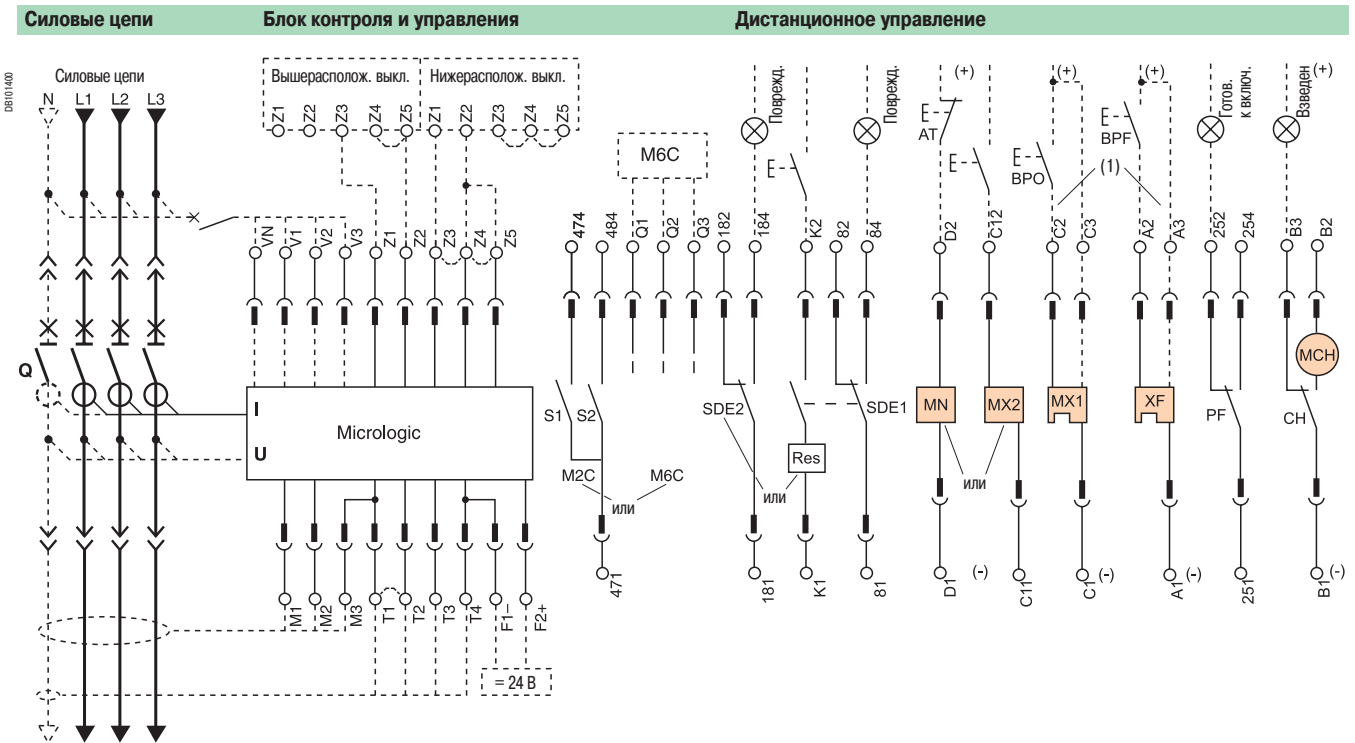 Силовые цепи Блок контроля и управления Дистанционное управление
DB101400
Силовые цепи
N L1 L2 L3
Вышерасполож. выкл. Нижерасполож. выкл.
Z1 Z2 Z3 Z4 Z5 Z1 Z2 Z3 Z4 Z5
M6C
Поврежд.
Поврежд.
(+) (+) (+) (+)
Готов. к включ.
Взведен
AT
BPO
BPF
(1)
VN V1 V2 V3 Z1 Z2 Z3 Z4 Z5
474 484 Q1 Q2 Q3 182 184 K2 82 84 D2 C12 C2 C3 A2 A3 252 254 B3 B2
Q
I
U
Micrologic
S1 S2
M2C или M6C
SDE2
или
Res
SDE1
MN
или
MX2
MX1
XF
PF
CH
MCH
M1 M2 M3 T1 T2 T3 T4 F1– F2+
471 181 K1 81 D1 (-) C11 C1 (-) A1 (-) 251 B1 (-)
= 24 В